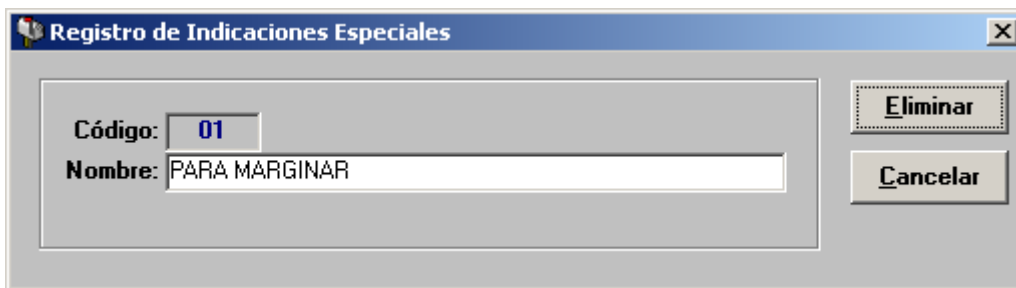 Registro de Indicaciones Especiales
Código: 01
Nombre: PARA MARGINAR
Eliminar
Cancelar